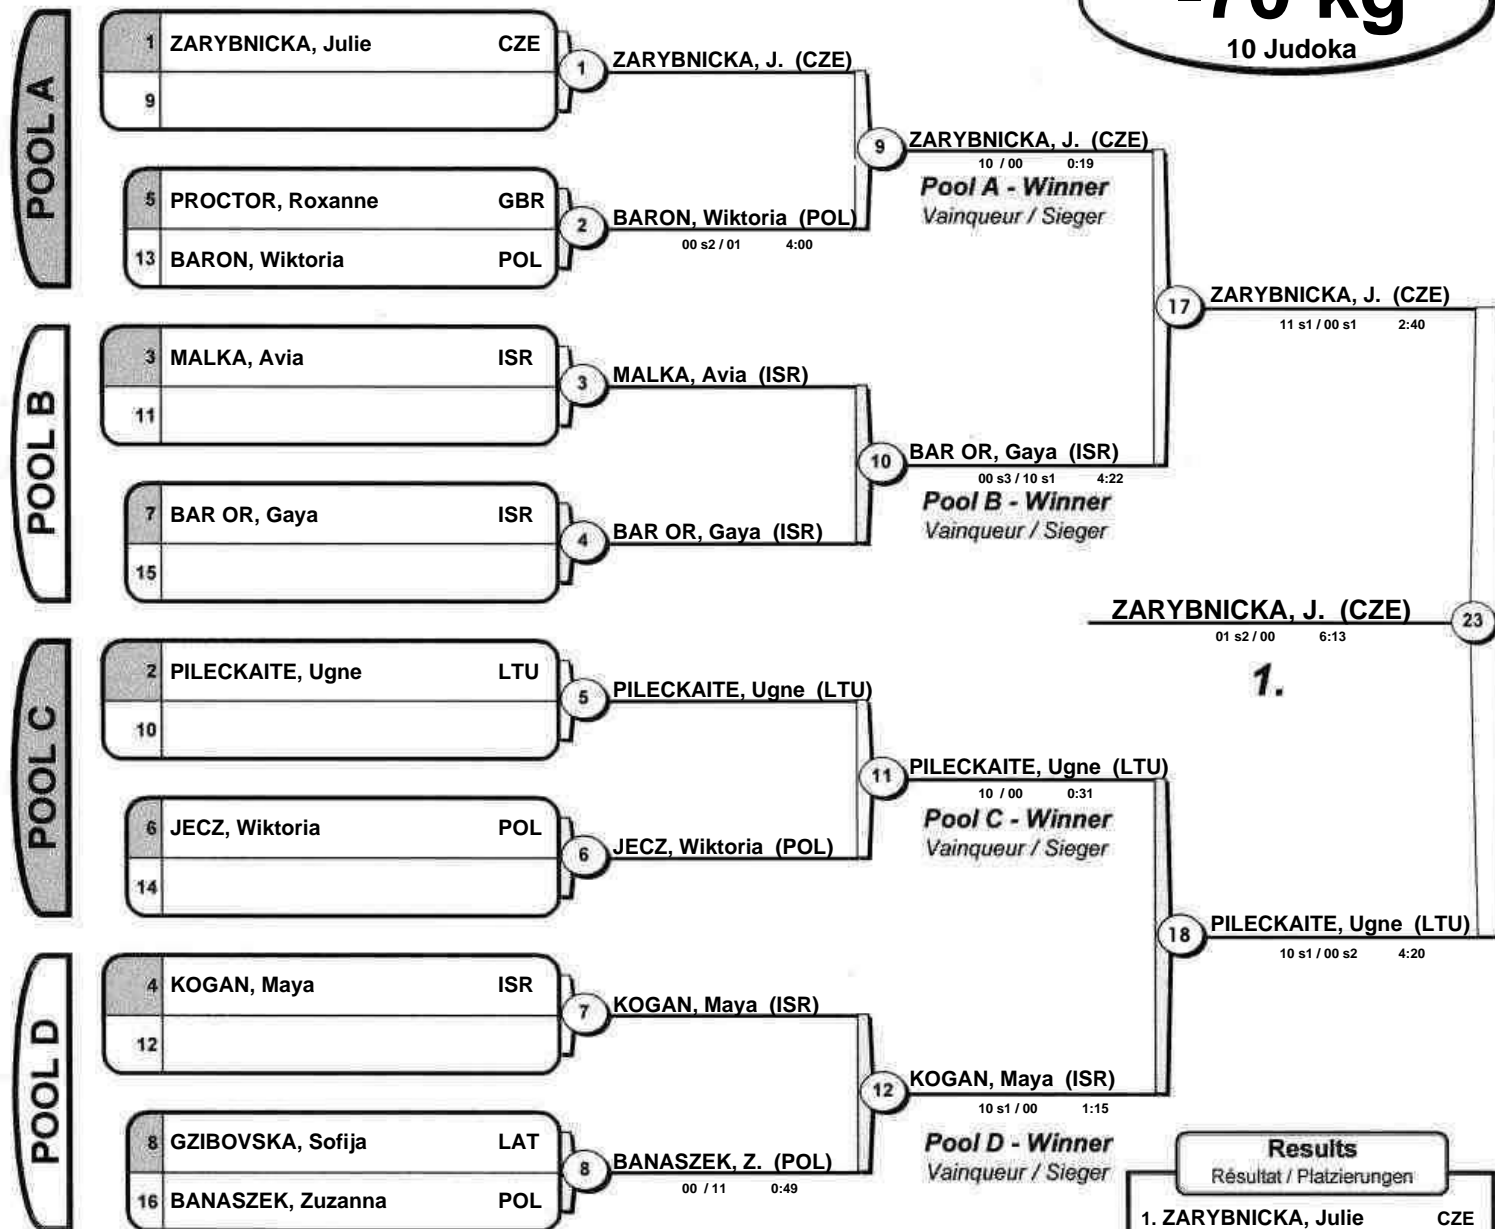 -70 kg
10 Judoka
POOL A
1 ZARYBNICKA, Julie CZE
9
5 PROCTOR, Roxanne GBR
13 BARON, Wiktoria POL
1 ZARYBNICKA, J. (CZE)
2 BARON, Wiktoria (POL)
00 s2 / 01 4:00
9 ZARYBNICKA, J. (CZE)
10 / 00 0:19
Pool A - Winner
Vainqueur / Sieger
POOL B
3 MALKA, Avia ISR
11
7 BAR OR, Gaya ISR
15
3 MALKA, Avia (ISR)
4 BAR OR, Gaya (ISR)
10 BAR OR, Gaya (ISR)
00 s3 / 10 s1 4:22
Pool B - Winner
Vainqueur / Sieger
17 ZARYBNICKA, J. (CZE)
11 s1 / 00 s1 2:40
ZARYBNICKA, J. (CZE) 23
01 s2 / 00 6:13
1.
POOL C
2 PILECKAITE, Ugne LTU
10
6 JECZ, Wiktoria POL
14
5 PILECKAITE, Ugne (LTU)
6 JECZ, Wiktoria (POL)
11 PILECKAITE, Ugne (LTU)
10 / 00 0:31
Pool C - Winner
Vainqueur / Sieger
18 PILECKAITE, Ugne (LTU)
10 s1 / 00 s2 4:20
POOL D
4 KOGAN, Maya ISR
12
8 GZIBOVSKA, Sofija LAT
16 BANASZEK, Zuzanna POL
7 KOGAN, Maya (ISR)
8 BANASZEK, Z. (POL)
00 / 11 0:49
12 KOGAN, Maya (ISR)
10 s1 / 00 1:15
Pool D - Winner
Vainqueur / Sieger
Results
Résultat / Platzierungen
1. ZARYBNICKA, Julie CZE